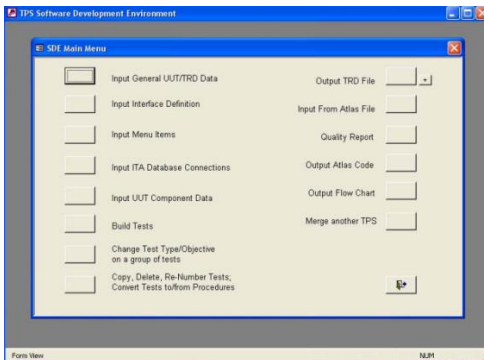 TPS Software Development Environment
SDE Main Menu
Input General UUT/TRD Data
Input Interface Definition
Input Menu Items
Input ITA Database Connections
Input UUT Component Data
Build Tests
Change Test Type/Objective
on a group of tests
Copy, Delete, Re-Number Tests;
Convert Tests to/from Procedures
Output TRD File
Input From Atlas File
Quality Report
Output Atlas Code
Output Flow Chart
Merge another TPS
Form View
NUM